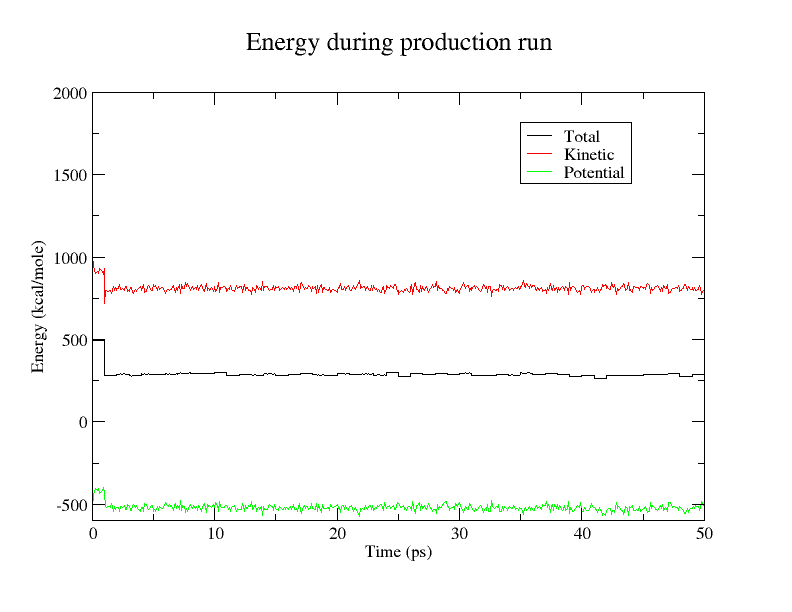 Energy during production run
2000
1500
1000
500
0
-500
Energy (kcal/mole)
Total
Kinetic
Potential
0 10 20 30 40 50
Time (ps)